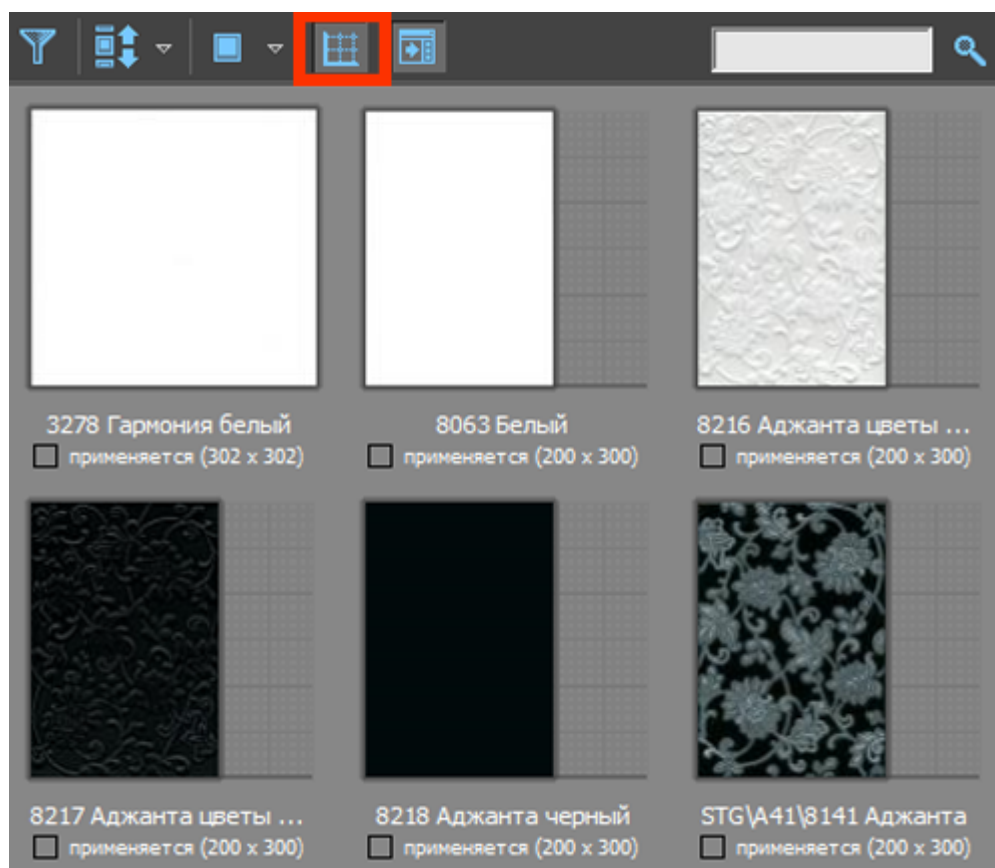 3278 Гармония белый
применяется (302 x 302)
8063 Белый
применяется (200 x 300)
8216 Аджанта цветы ...
применяется (200 x 300)
8217 Аджанта цветы ...
применяется (200 x 300)
8218 Аджанта черный
применяется (200 x 300)
STG\A41\8141 Аджанта
применяется (200 x 300)